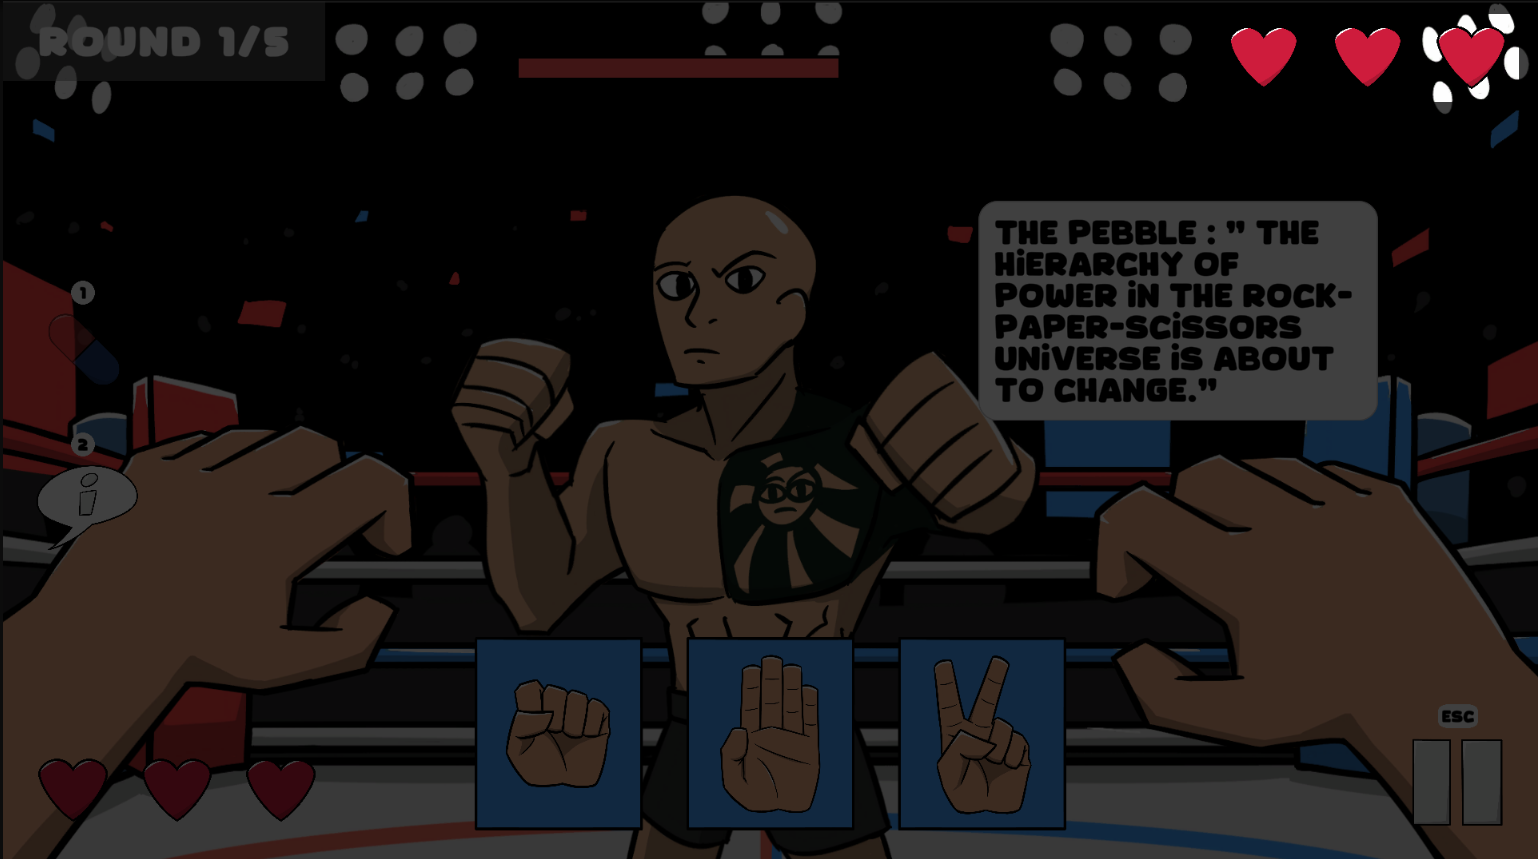 ROUND 1/5
THE PEBBLE : " THE
HIERARCHY OF
POWER IN THE ROCK-
PAPER-SCISSORS
UNIVERSE IS ABOUT
TO CHANGE."
1
2
i
ESC